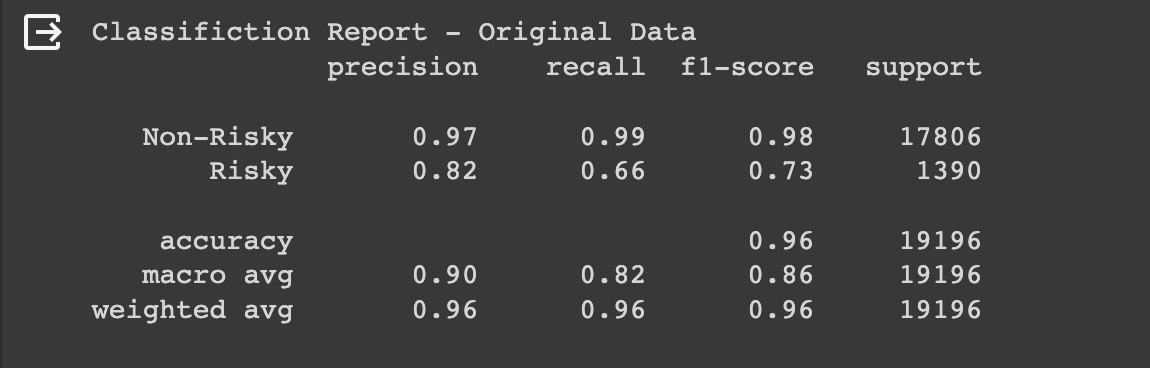 Classifiction Report - Original Data
precision recall f1-score support
Non-Risky 0.97 0.99 0.98 17806
Risky 0.82 0.66 0.73 1390
accuracy 0.96 19196
macro avg 0.90 0.82 0.86 19196
weighted avg 0.96 0.96 0.96 19196